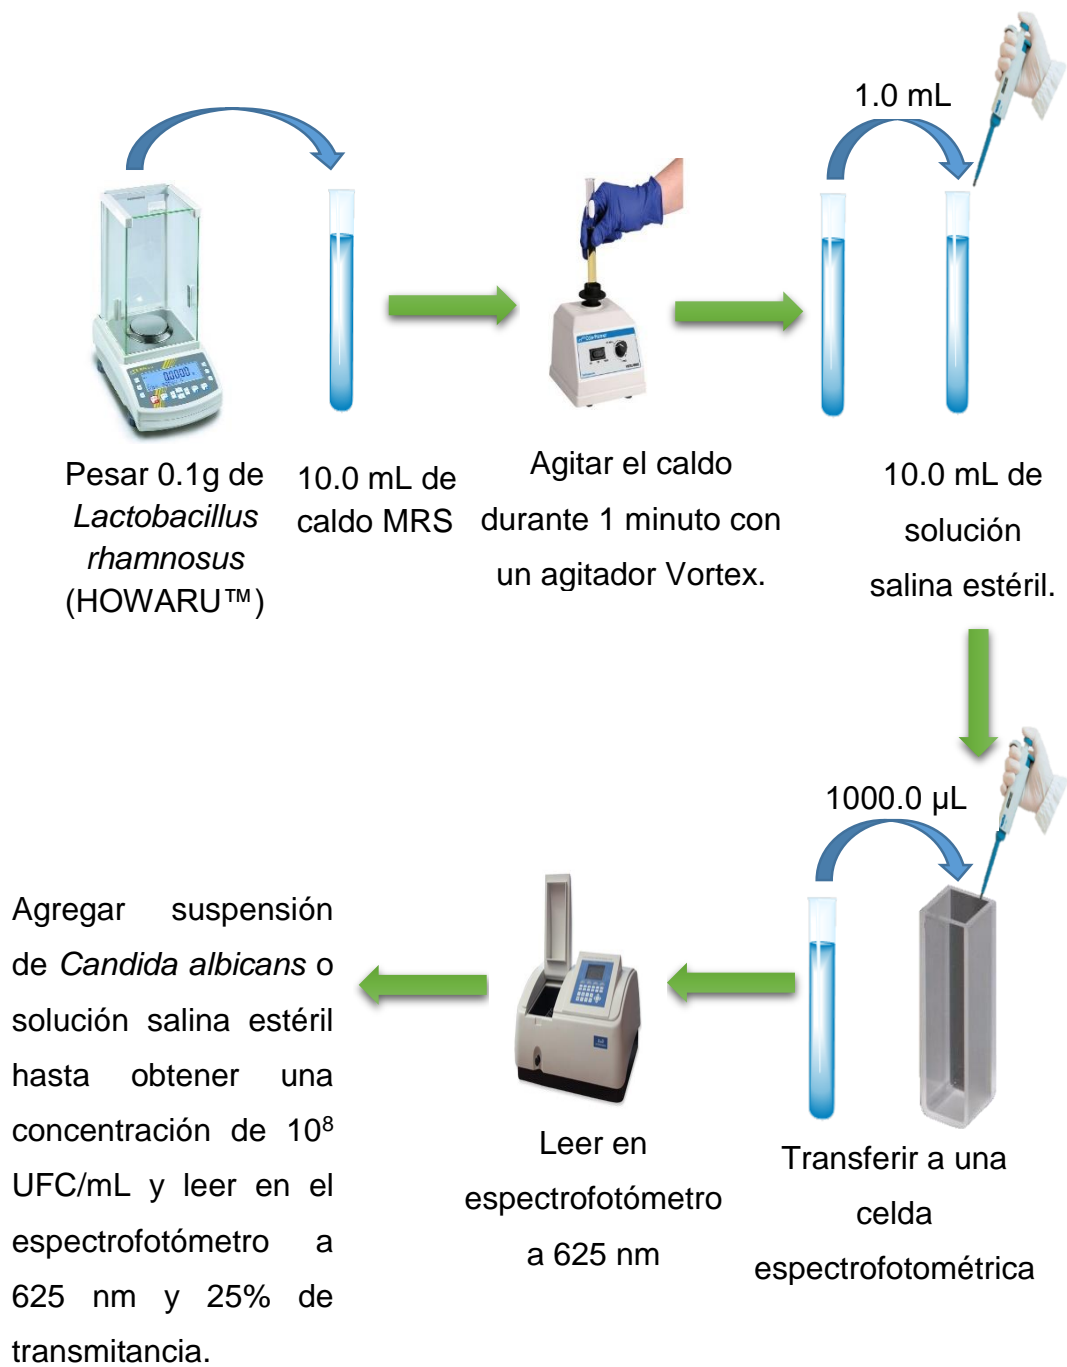 1.0 mL
Pesar 0.1g de
Lactobacillus
rhamnosus
(HOWARU™)
10.0 mL de
caldo MRS
Agitar el caldo
durante 1 minuto con
un agitador Vortex.
10.0 mL de
solución
salina estéril.
1000.0 µL
Transferir a una
celda
espectrofotométrica
Leer en
espectrofotómetro
a 625 nm
Agregar suspensión
de Candida albicans o
solución salina estéril
hasta obtener una
concentración de 10⁸
UFC/mL y leer en el
espectrofotómetro a
625 nm y 25% de
transmitancia.